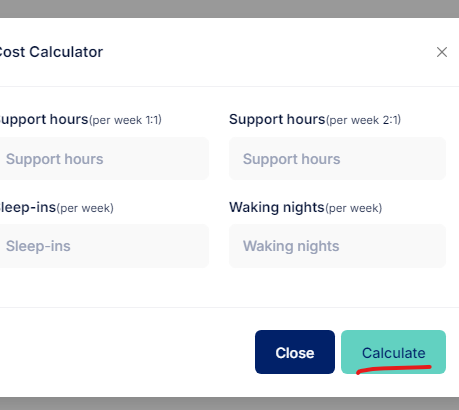 Cost Calculator
Support hours(per week 1:1) Support hours(per week 2:1)
Support hours Support hours
Sleep-ins(per week) Waking nights(per week)
Sleep-ins Waking nights
Close Calculate